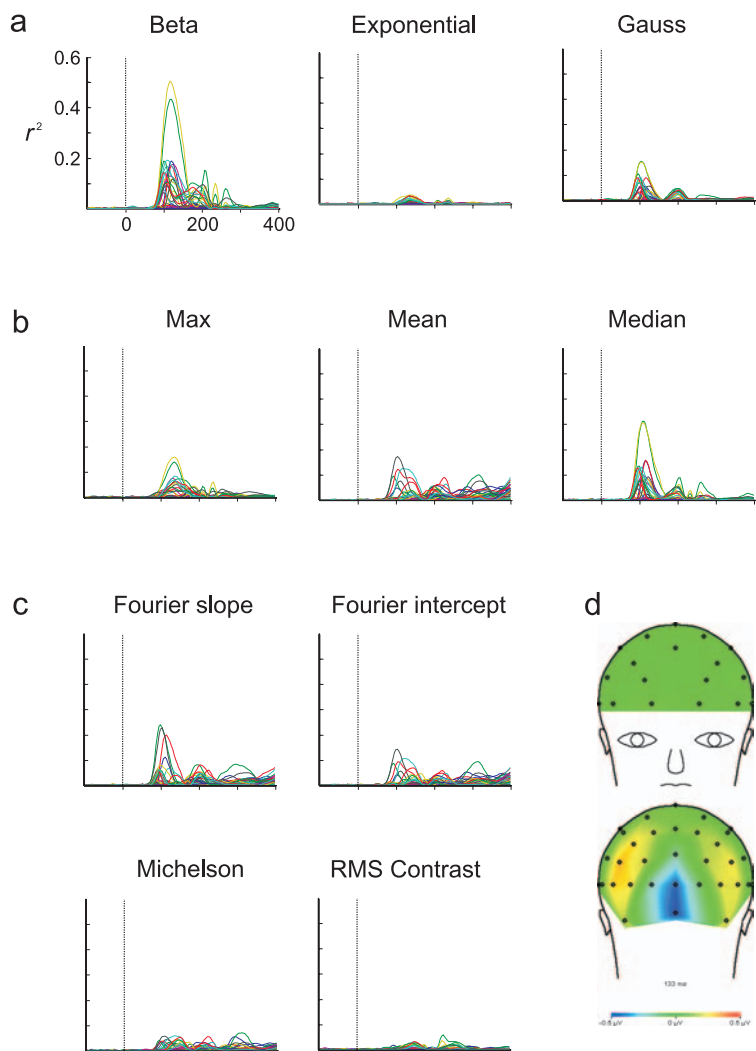 a
Beta
Exponential
Gauss
0.6
0.4
r²
0.2
0
200
400
b
Max
Mean
Median
c
Fourier slope
Fourier intercept
d
Michelson
RMS Contrast
133 ms
-0.5 µV
0 µV
0.5 µV